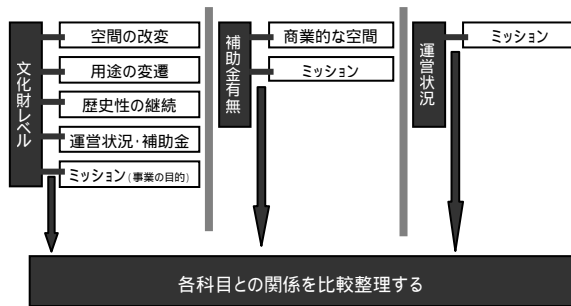 文化財レベル
空間の改変
用途の変遷
歴史性の継続
運営状況・補助金
ミッション(事業の目的)
補助金有無
商業的な空間
ミッション
運営状況
ミッション
各科目との関係を比較整理する